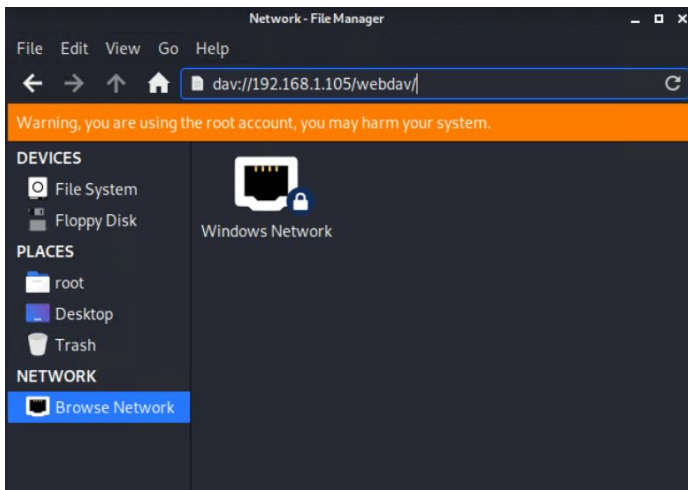 Network - File Manager
File Edit View Go Help
dav://192.168.1.105/webdav/
Warning, you are using the root account, you may harm your system.
DEVICES
File System
Floppy Disk
Windows Network
PLACES
root
Desktop
Trash
NETWORK
Browse Network